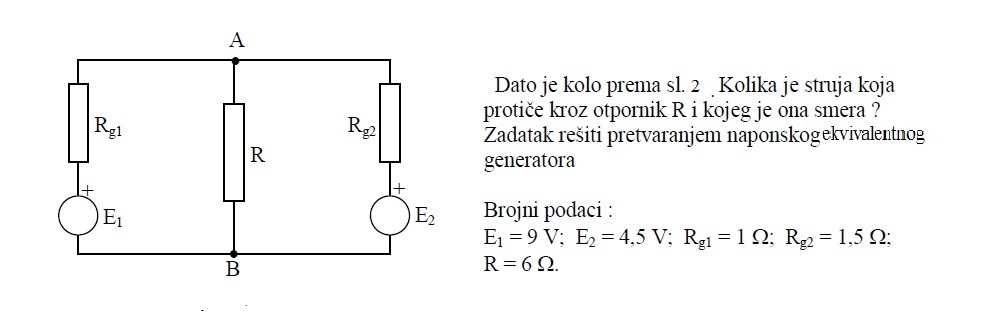 A
Dato je kolo prema sl. 2 . Kolika je struja koja
protiče kroz otpornik R i kojeg je ona smera ?
Zadatak rešiti pretvaranjem naponskog ekvivalentnog
generatora
Rg1
R
Rg2
+
E1
+
E2
B
Brojni podaci :
E1 = 9 V; E2 = 4,5 V; Rg1 = 1 Ω; Rg2 = 1,5 Ω;
R = 6 Ω.